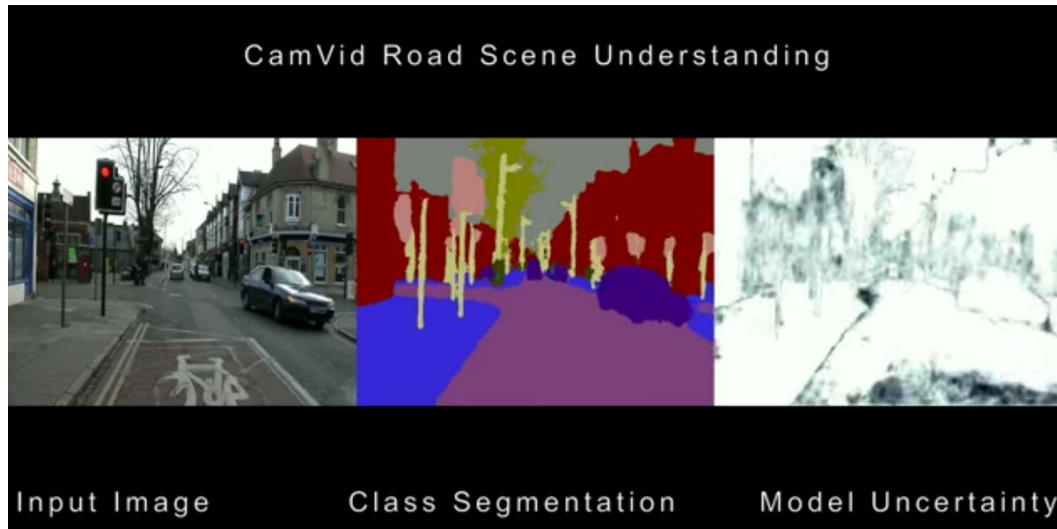 CamVid Road Scene Understanding
Input Image
Class Segmentation
Model Uncertainty